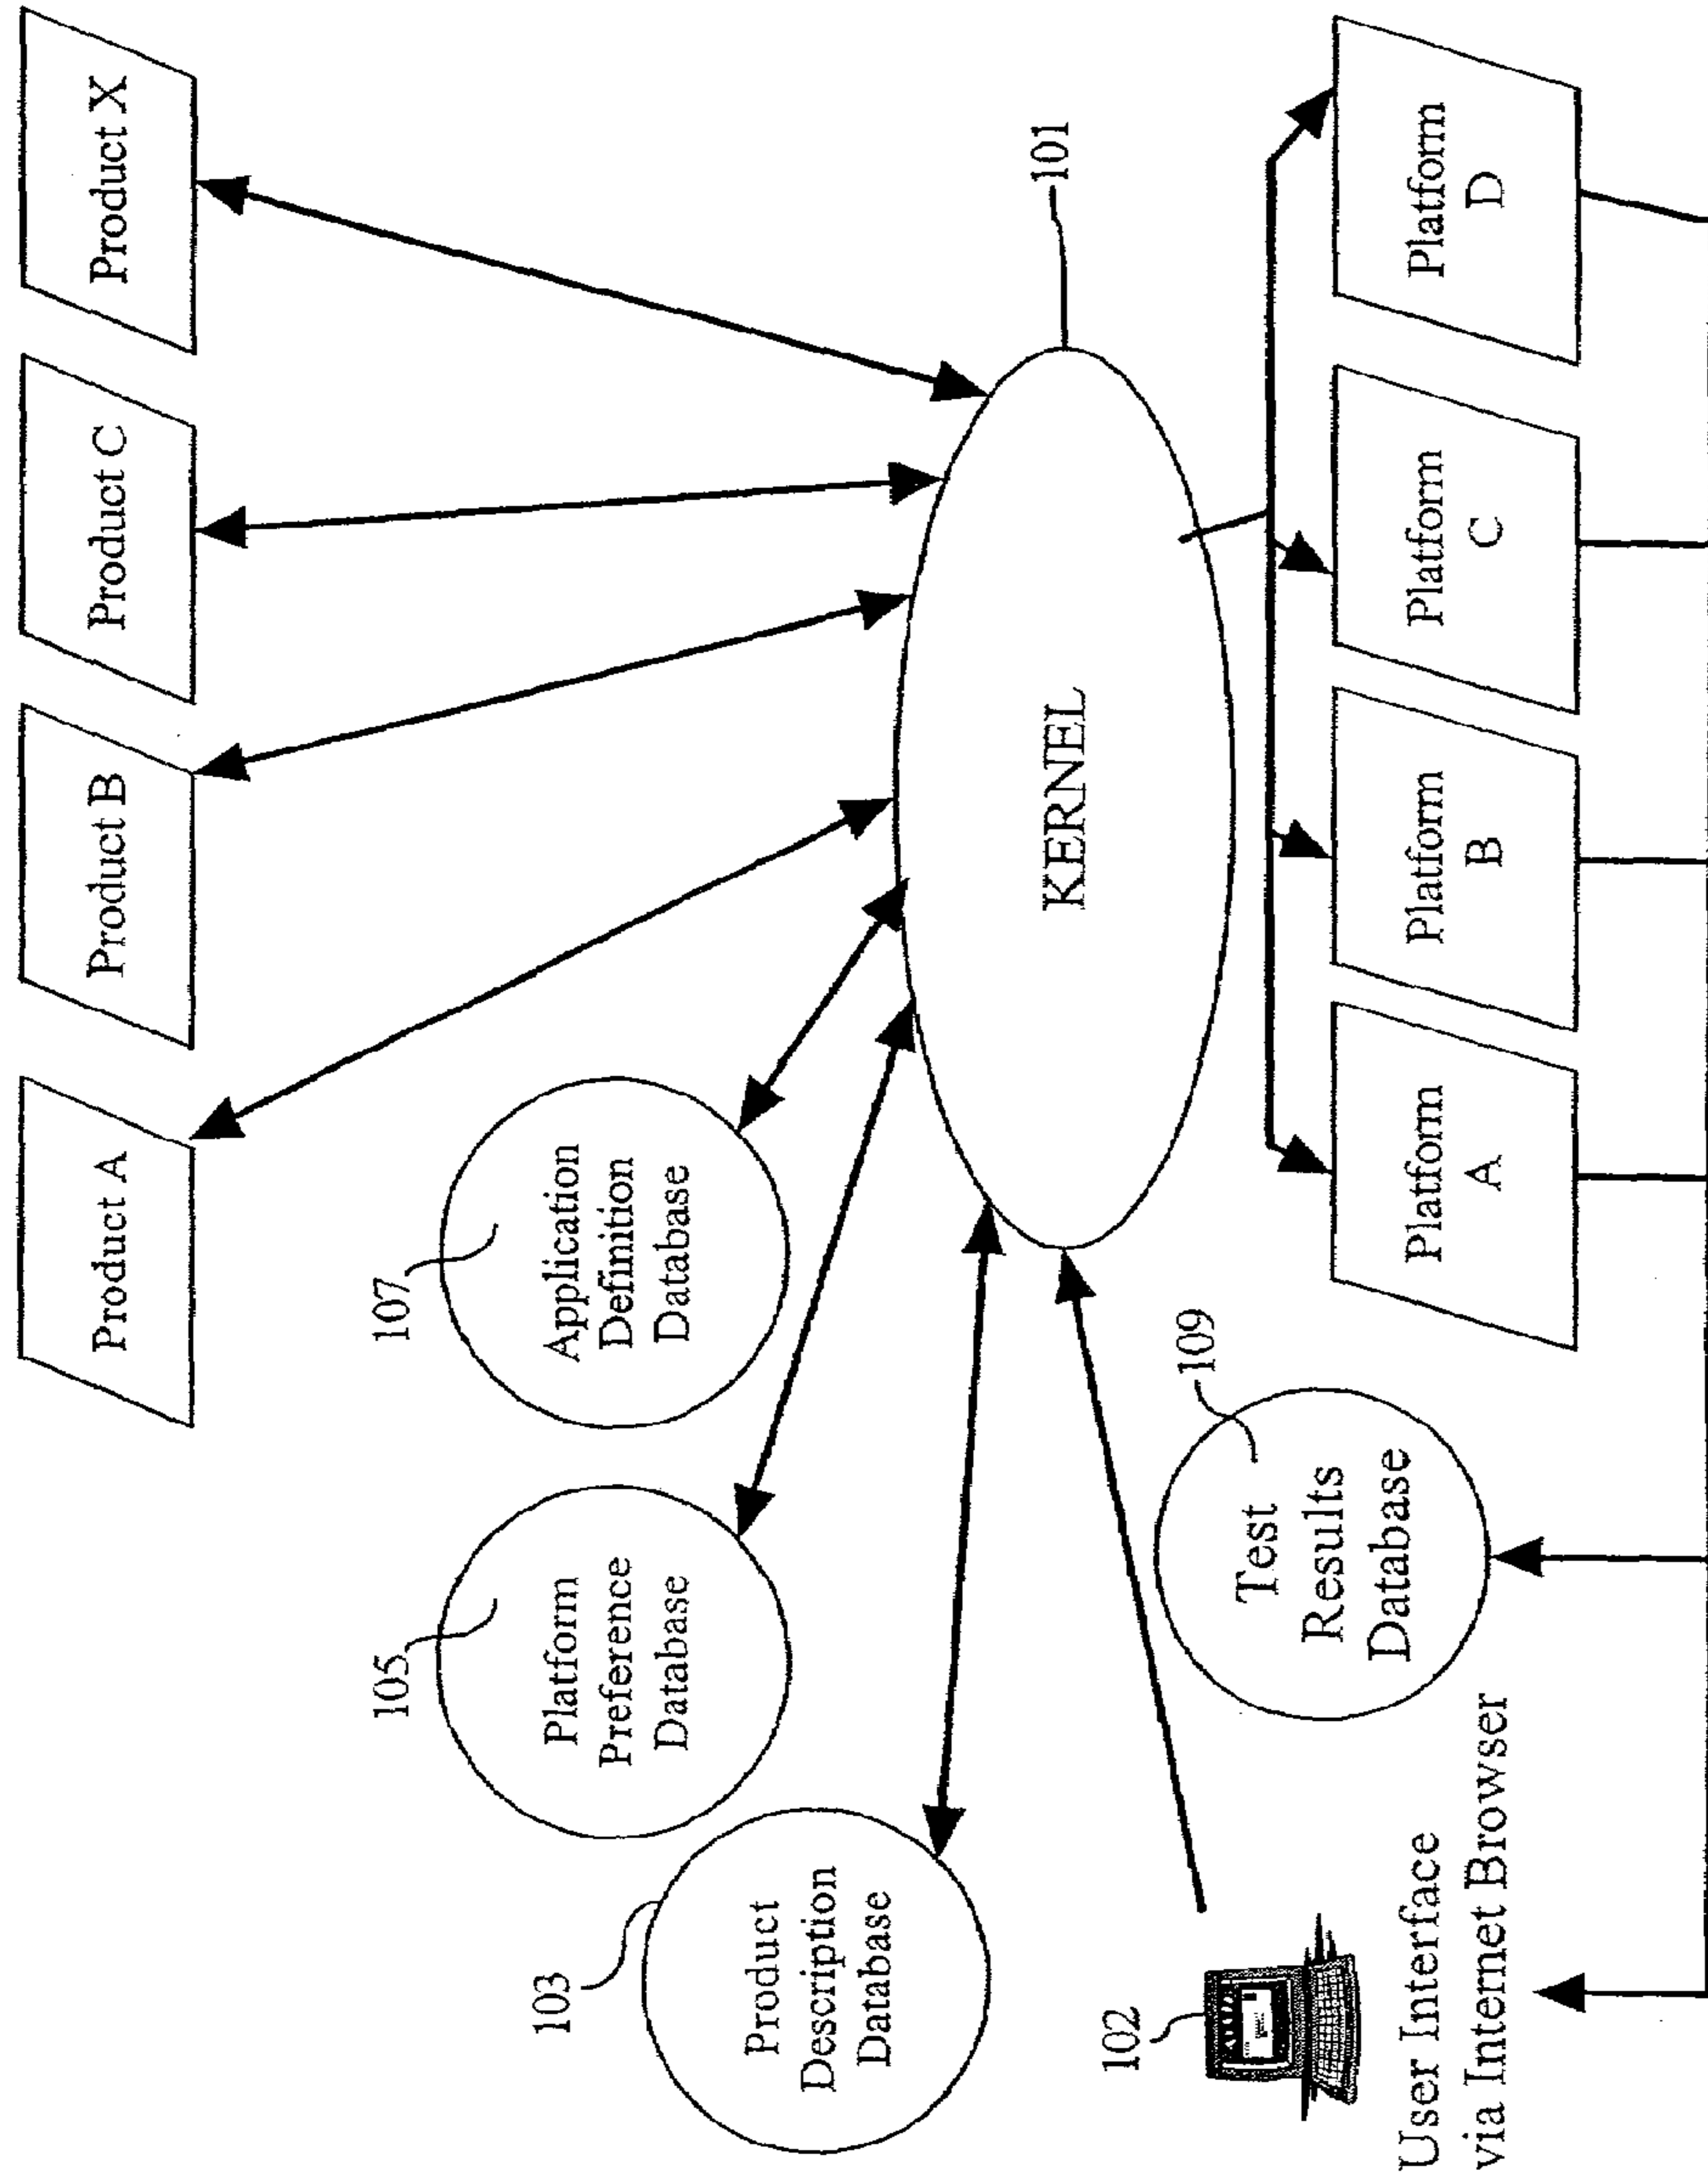 Product A
Product B
Product C
Product X
107
Application
Definition
Database
105
Platform
Preference
Database
103
Product
Description
Database
KERNEL
101
102
User Interface
via Internet Browser
109
Test
Results
Database
Platform
A
Platform
B
Platform
C
Platform
D